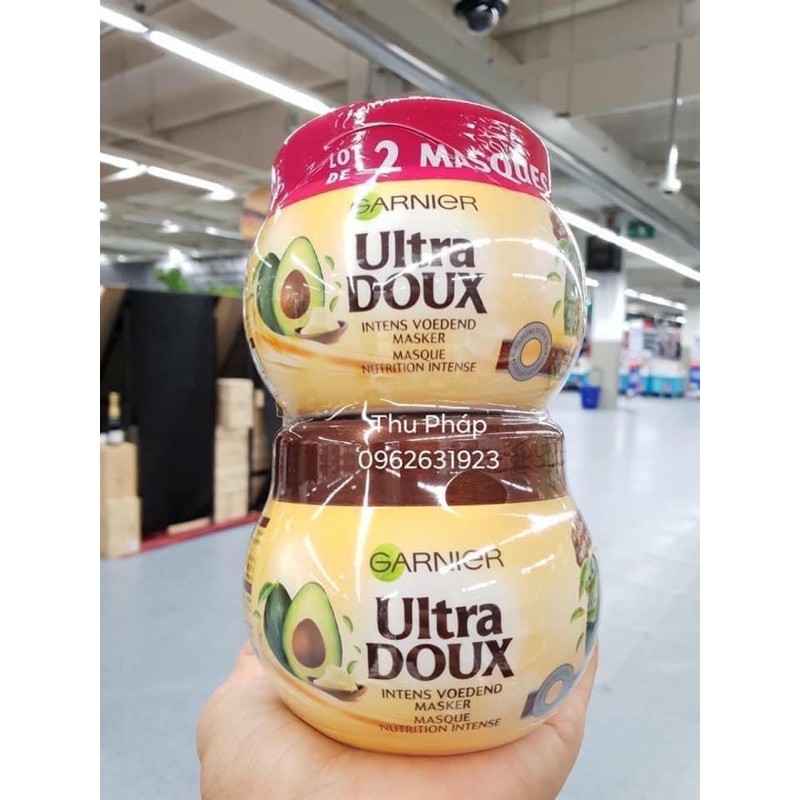 LOT
DE 2 MASQUES
GARNIER
Ultra
DOUX
INTENS VOEDEND
MASKER
MASQUE
NUTRITION INTENSE
Thu Pháp
0962631923
GARNIER
Ultra
DOUX
INTENS VOEDEND
MASKER
MASQUE
NUTRITION INTENSE